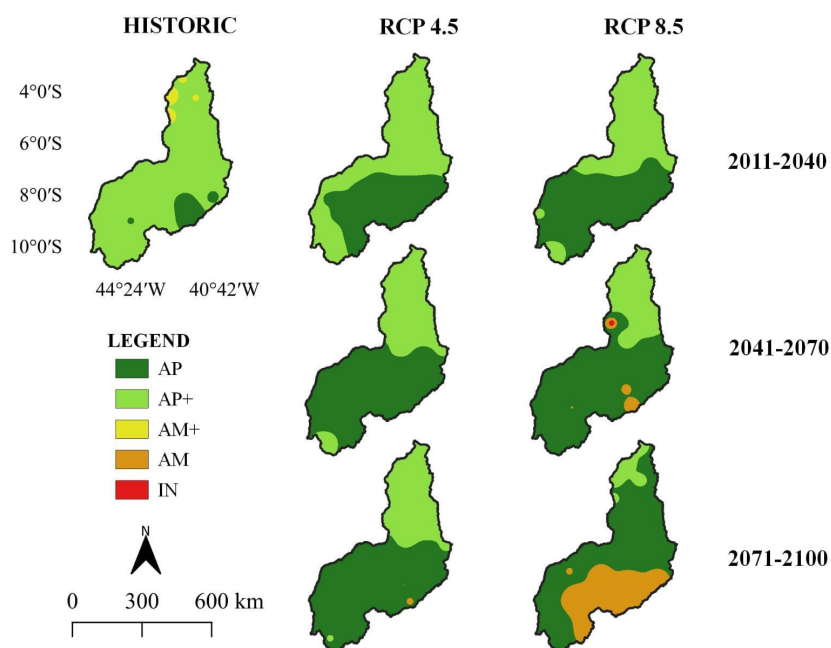 HISTORIC RCP 4.5 RCP 8.5
4°0'S
6°0'S
8°0'S
10°0'S
44°24'W 40°42'W
2011-2040
LEGEND
AP
AP+
AM+
AM
IN
2041-2070
N
0 300 600 km
2071-2100